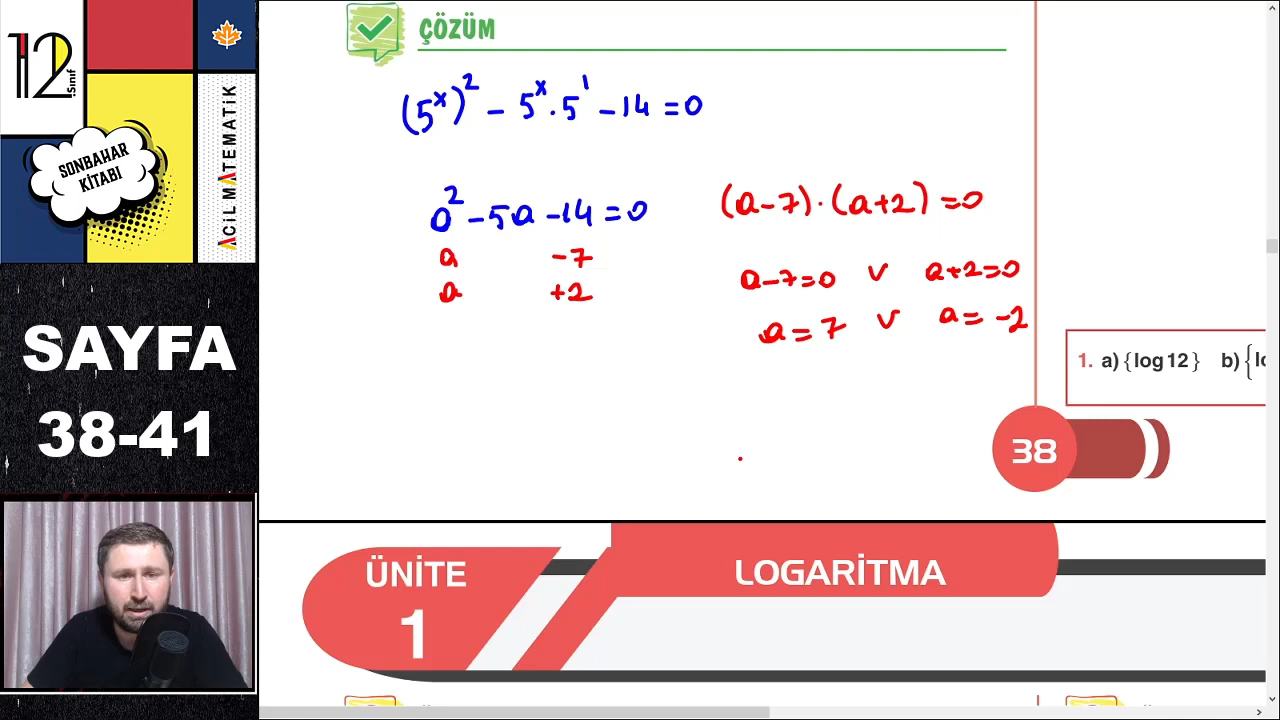 12
.Sınıf
SONBAHAR
KİTABI
ACİLMATEMATİK
SAYFA
38-41
ÇÖZÜM
(5^x)^2 - 5^x . 5^1 - 14 = 0
a^2 - 5a - 14 = 0
a -7
a +2
(a-7) . (a+2) = 0
a-7=0 v a+2=0
a = 7 v a = -2
1. a) {log 12} b) {
38
ÜNİTE
1
LOGARİTMA